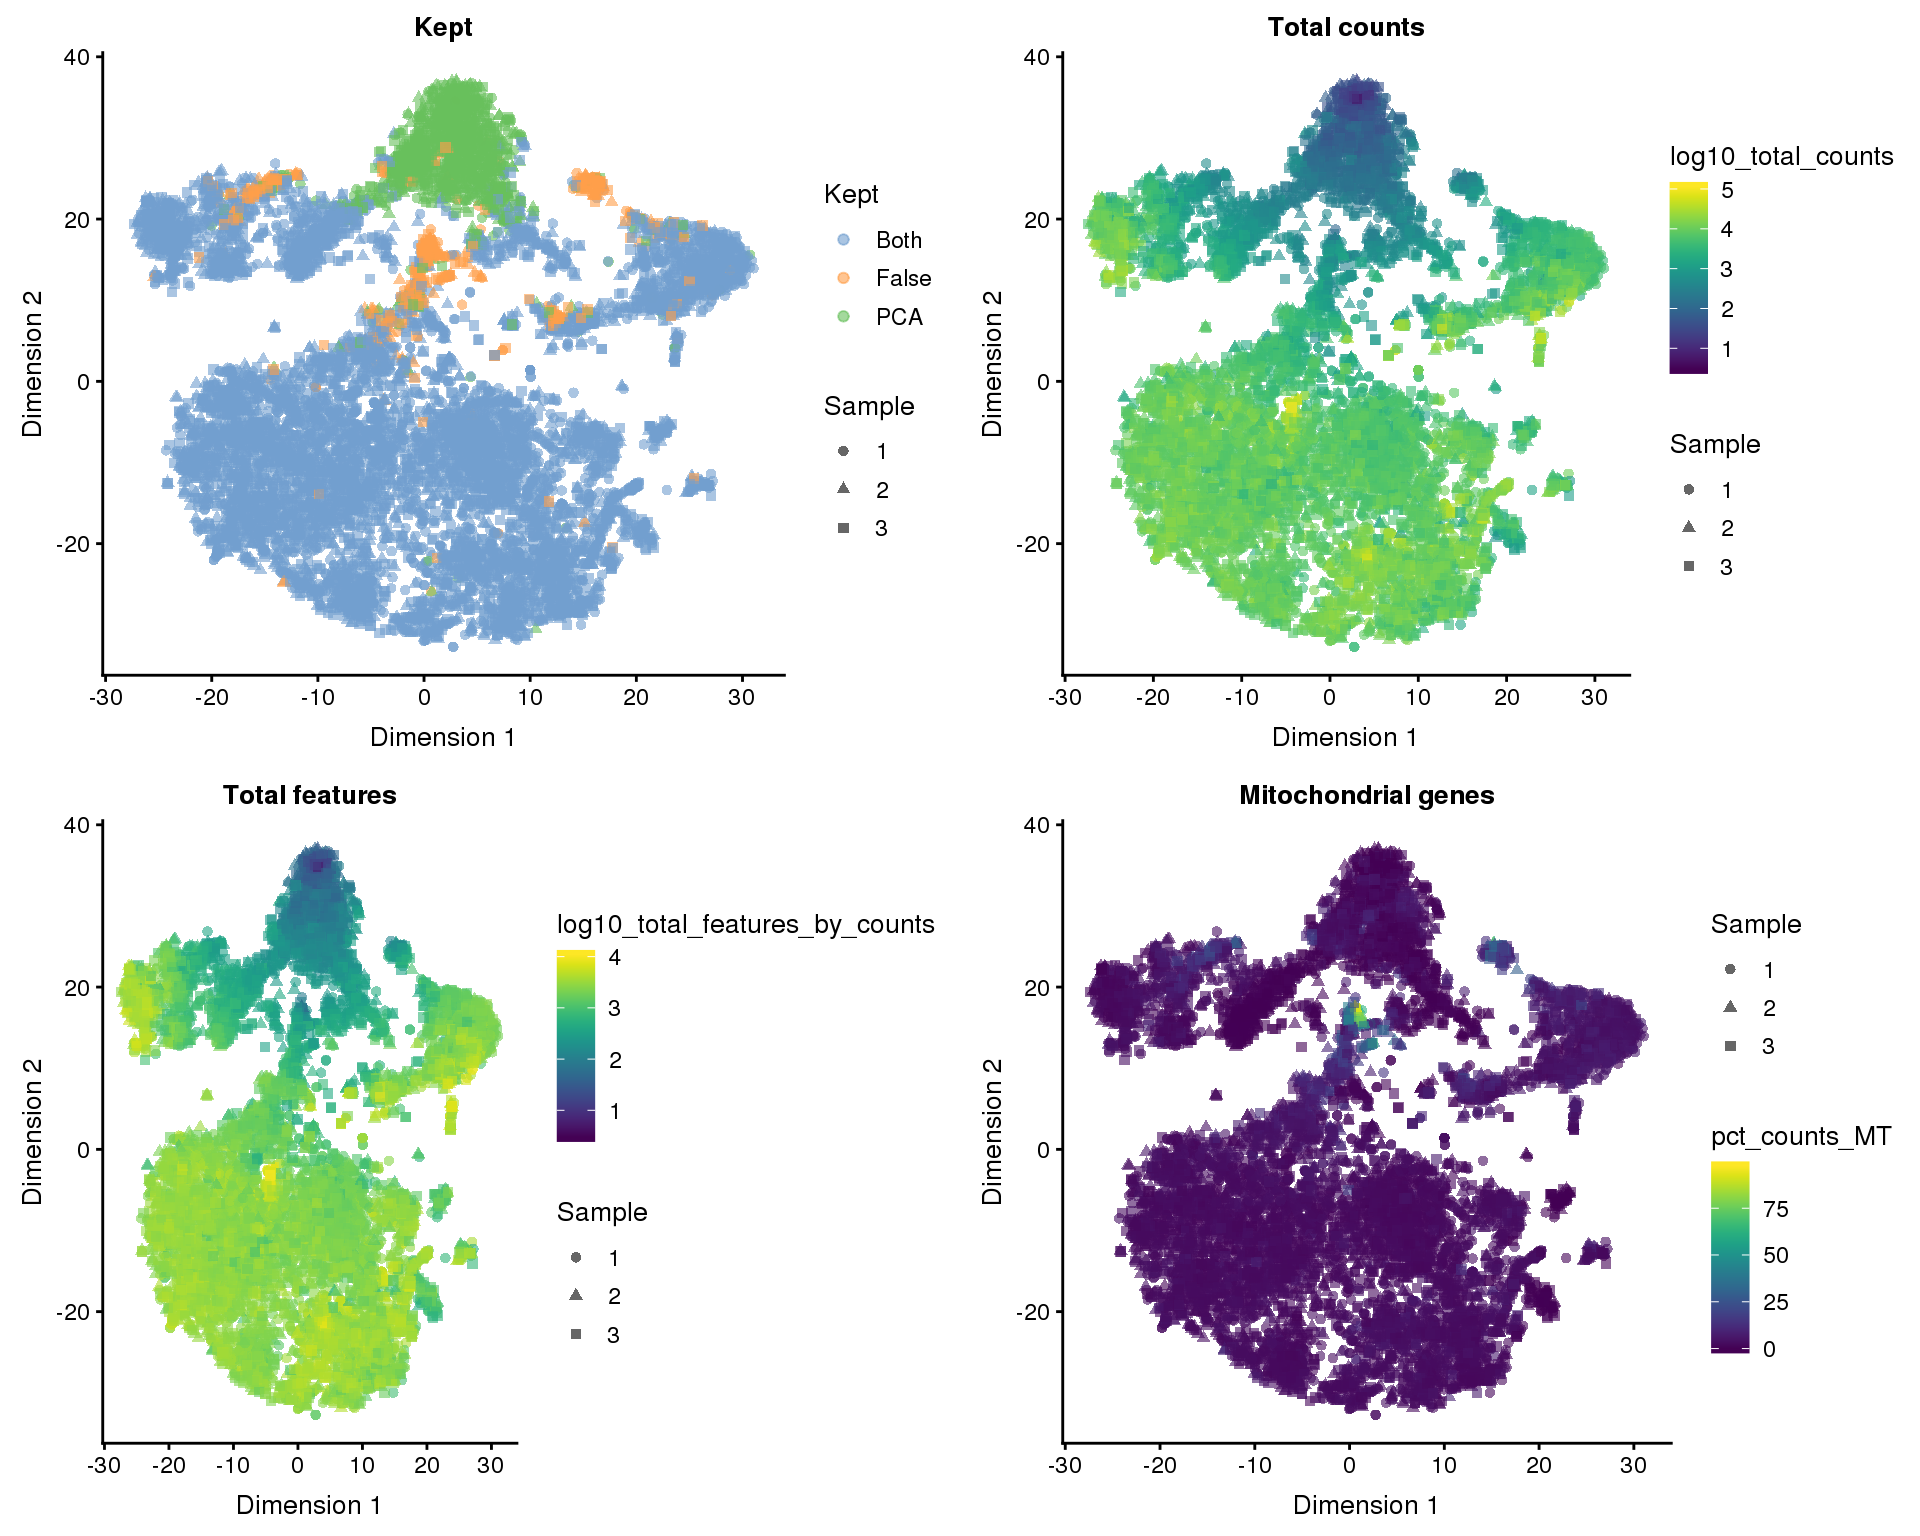 Kept
40
20
0
-20
-30 -20 -10 0 10 20 30
Dimension 1
Dimension 2
Kept
Both
False
PCA
Sample
1
2
3
Total counts
40
20
0
-20
-30 -20 -10 0 10 20 30
Dimension 1
Dimension 2
log10_total_counts
5
4
3
2
1
Sample
1
2
3
Total features
40
20
0
-20
-30 -20 -10 0 10 20 30
Dimension 1
Dimension 2
log10_total_features_by_counts
4
3
2
1
Sample
1
2
3
Mitochondrial genes
40
20
0
-20
-30 -20 -10 0 10 20 30
Dimension 1
Dimension 2
Sample
1
2
3
pct_counts_MT
75
50
25
0